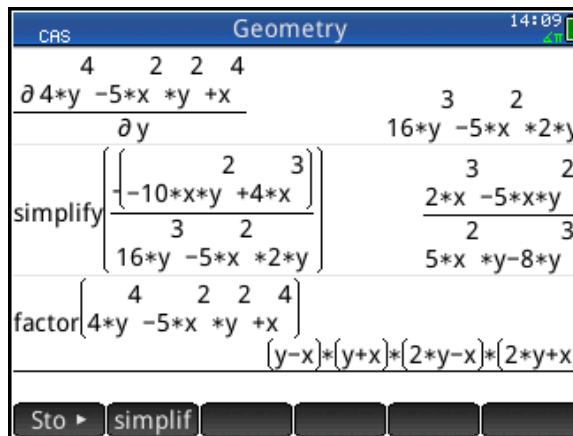 CAS Geometry 14:09
∡π
4 2 2 4
∂ 4*y -5*x *y +x
∂ y
3 2
16*y -5*x *2*y
simplify
2 3
-(-10*x*y +4*x )
3 2
16*y -5*x *2*y
3 2
2*x -5*x*y
2 3
5*x *y-8*y
4 2 2 4
factor(4*y -5*x *y +x )
(y-x)*(y+x)*(2*y-x)*(2*y+x
Sto ▸ simplif